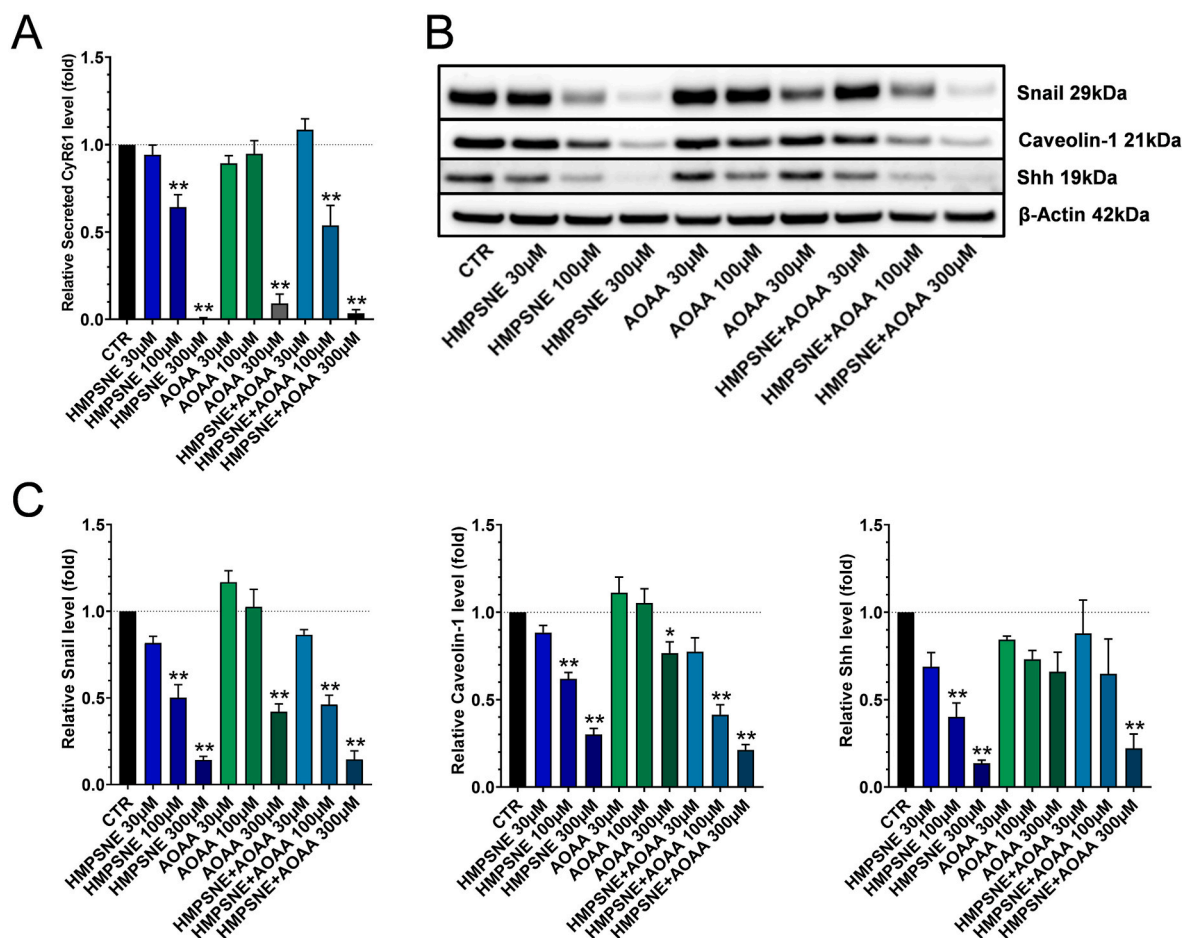 A
Relative Secreted CyR61 level (fold)
1.5
1.0
0.5
0.0
**
**
**
**
**
CTR
HMPSNE 30µM
HMPSNE 100µM
HMPSNE 300µM
AOAA 30µM
AOAA 100µM
AOAA 300µM
HMPSNE+AOAA 30µM
HMPSNE+AOAA 100µM
HMPSNE+AOAA 300µM
B
Snail 29kDa
Caveolin-1 21kDa
Shh 19kDa
β-Actin 42kDa
CTR
HMPSNE 30µM
HMPSNE 100µM
HMPSNE 300µM
AOAA 30µM
AOAA 100µM
AOAA 300µM
HMPSNE+AOAA 30µM
HMPSNE+AOAA 100µM
HMPSNE+AOAA 300µM
C
Relative Snail level (fold)
1.5
1.0
0.5
0.0
**
**
**
**
**
CTR
HMPSNE 30µM
HMPSNE 100µM
HMPSNE 300µM
AOAA 30µM
AOAA 100µM
AOAA 300µM
HMPSNE+AOAA 30µM
HMPSNE+AOAA 100µM
HMPSNE+AOAA 300µM
Relative Caveolin-1 level (fold)
1.5
1.0
0.5
0.0
**
**
*
**
**
CTR
HMPSNE 30µM
HMPSNE 100µM
HMPSNE 300µM
AOAA 30µM
AOAA 100µM
AOAA 300µM
HMPSNE+AOAA 30µM
HMPSNE+AOAA 100µM
HMPSNE+AOAA 300µM
Relative Shh level (fold)
1.5
1.0
0.5
0.0
**
**
**
CTR
HMPSNE 30µM
HMPSNE 100µM
HMPSNE 300µM
AOAA 30µM
AOAA 100µM
AOAA 300µM
HMPSNE+AOAA 30µM
HMPSNE+AOAA 100µM
HMPSNE+AOAA 300µM